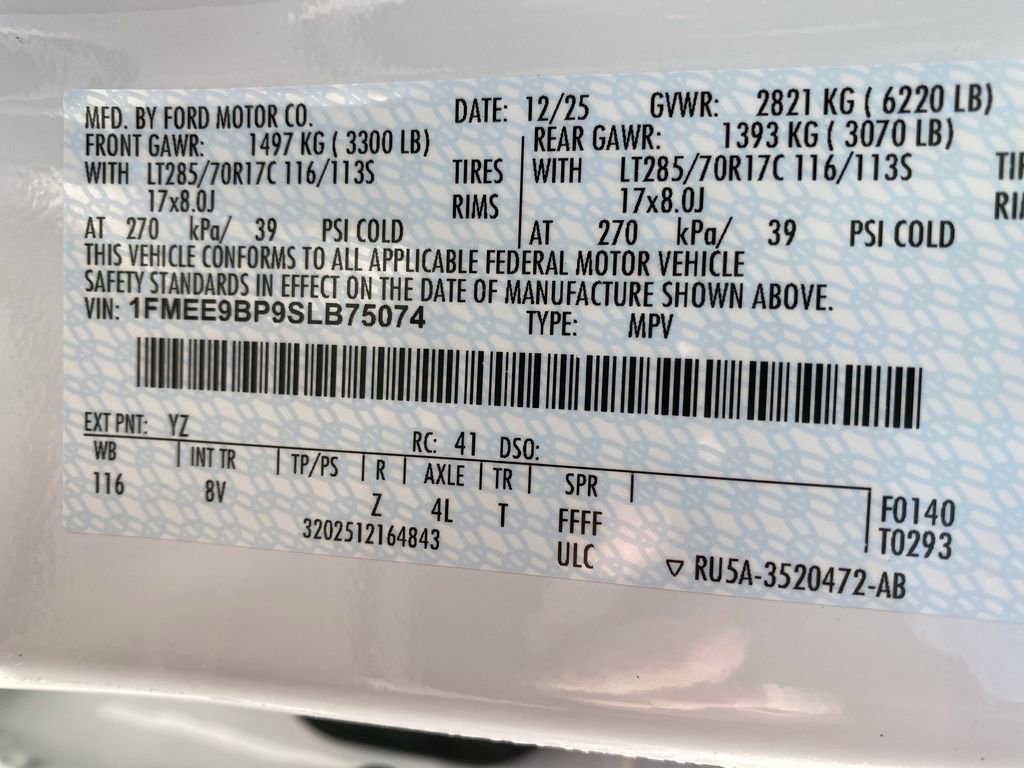 MFD. BY FORD MOTOR CO. DATE: 12/25 GVWR: 2821 KG ( 6220 LB)
FRONT GAWR: 1497 KG ( 3300 LB) REAR GAWR: 1393 KG ( 3070 LB)
WITH LT285/70R17C 116/113S TIRES WITH LT285/70R17C 116/113S
17x8.0J RIMS 17x8.0J
AT 270 kPa/ 39 PSI COLD AT 270 kPa/ 39 PSI COLD
THIS VEHICLE CONFORMS TO ALL APPLICABLE FEDERAL MOTOR VEHICLE
SAFETY STANDARDS IN EFFECT ON THE DATE OF MANUFACTURE SHOWN ABOVE.
VIN: 1FMEE9BP9SLB75074 TYPE: MPV
EXT PNT: YZ RC: 41 DSO:
WB INT TR TP/PS R AXLE TR SPR
116 8V Z 4L T FFFF F0140
3202512164843 ULC T0293
▽ RU5A-3520472-AB